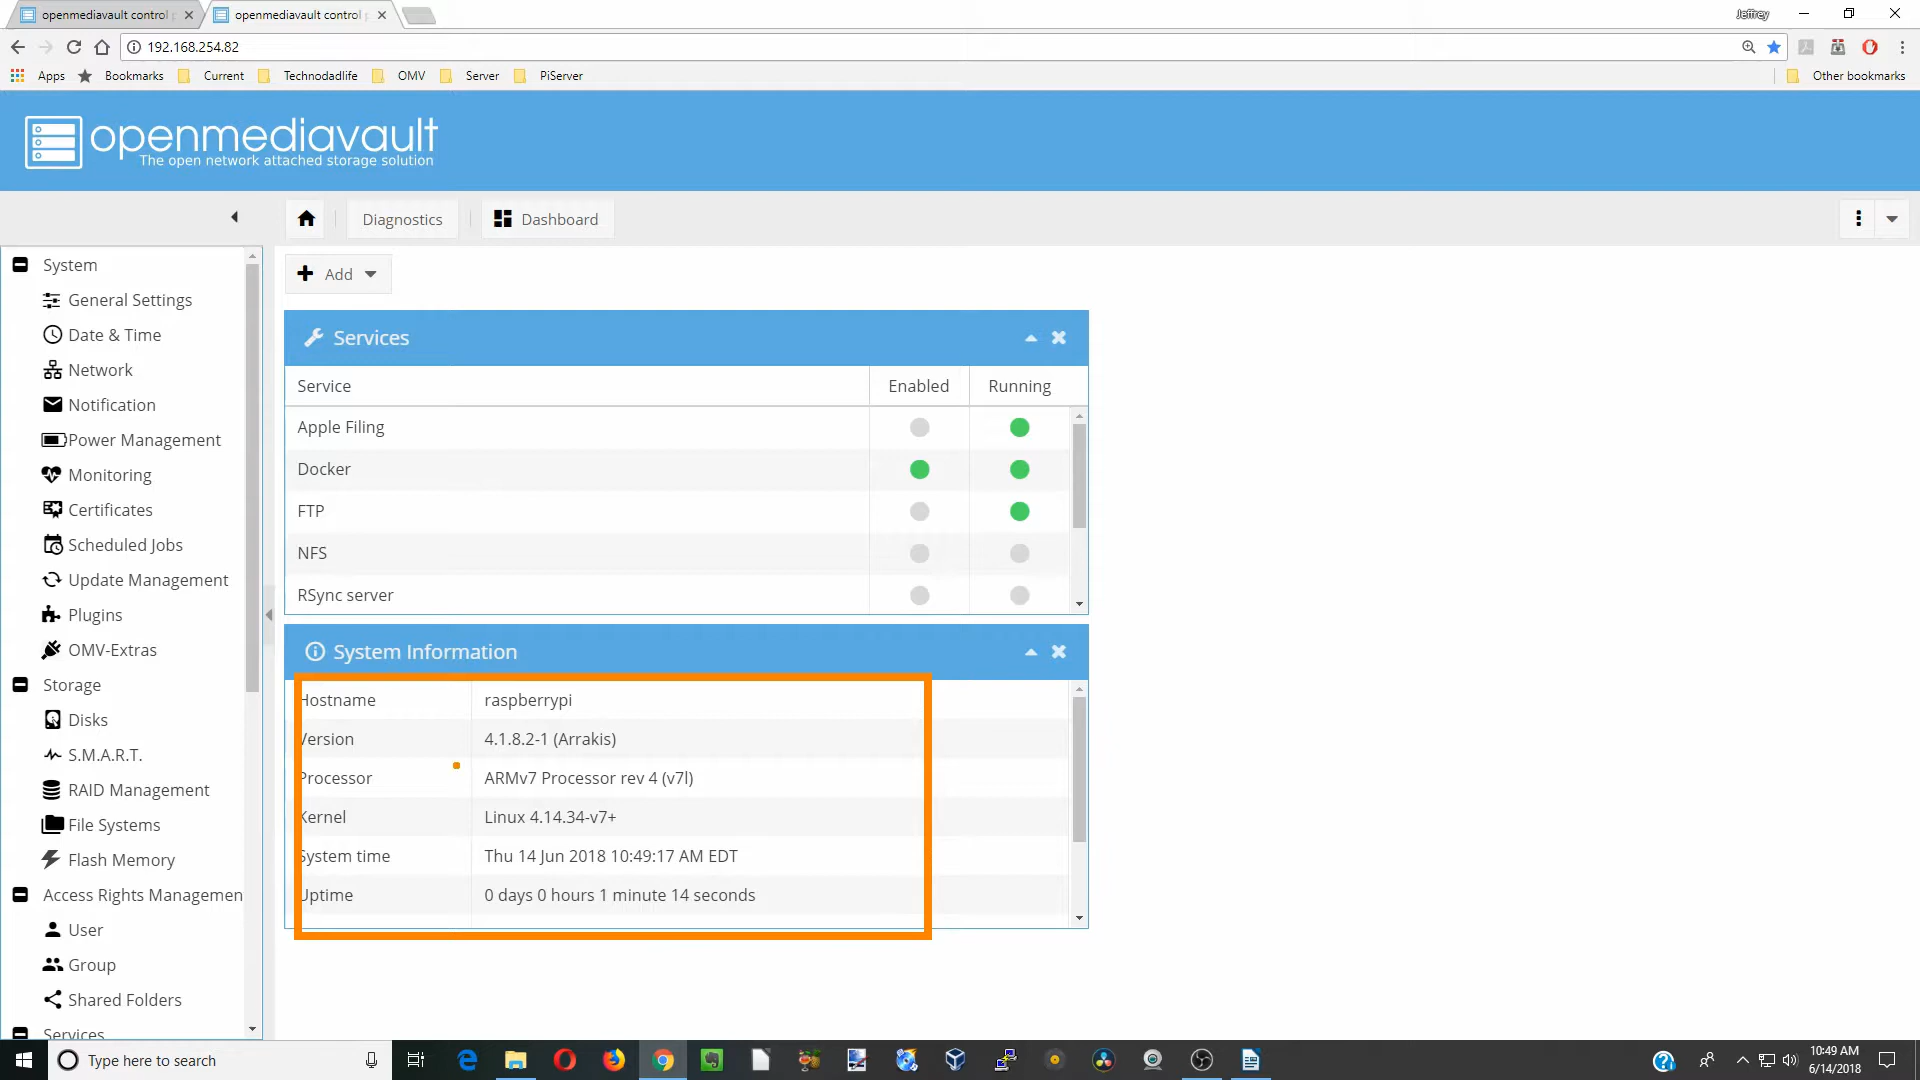 openmediavault control p
openmediavault control p
Jeffrey
192.168.254.82
Apps
Bookmarks
Current
Technodadlife
OMV
Server
PiServer
Other bookmarks
openmediavault
The open network attached storage solution
Diagnostics
Dashboard
System
General Settings
Date & Time
Network
Notification
Power Management
Monitoring
Certificates
Scheduled Jobs
Update Management
Plugins
OMV-Extras
Storage
Disks
S.M.A.R.T.
RAID Management
File Systems
Flash Memory
Access Rights Managemen
User
Group
Shared Folders
Services
Add
Services
Service Enabled Running
Apple Filing
Docker
FTP
NFS
RSync server
System Information
Hostname raspberrypi
Version 4.1.8.2-1 (Arrakis)
Processor ARMv7 Processor rev 4 (v7l)
Kernel Linux 4.14.34-v7+
System time Thu 14 Jun 2018 10:49:17 AM EDT
Uptime 0 days 0 hours 1 minute 14 seconds
Type here to search
10:49 AM
6/14/2018